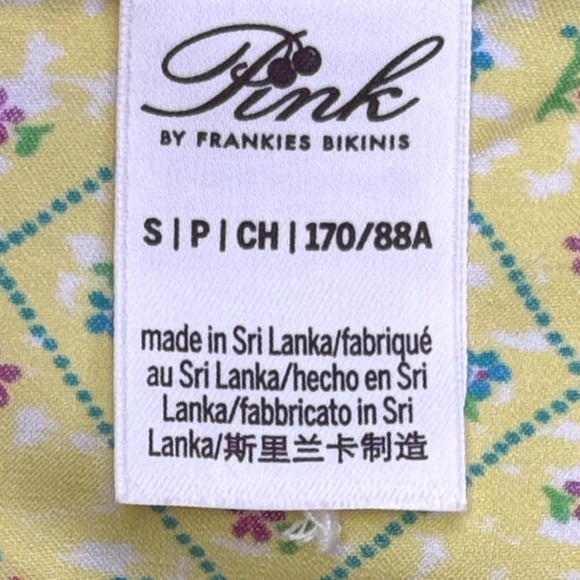 Pink
BY FRANKIES BIKINIS
S | P | CH | 170/88A
made in Sri Lanka/fabriqué
au Sri Lanka/hecho en Sri
Lanka/fabbricato in Sri
Lanka/斯里兰卡制造